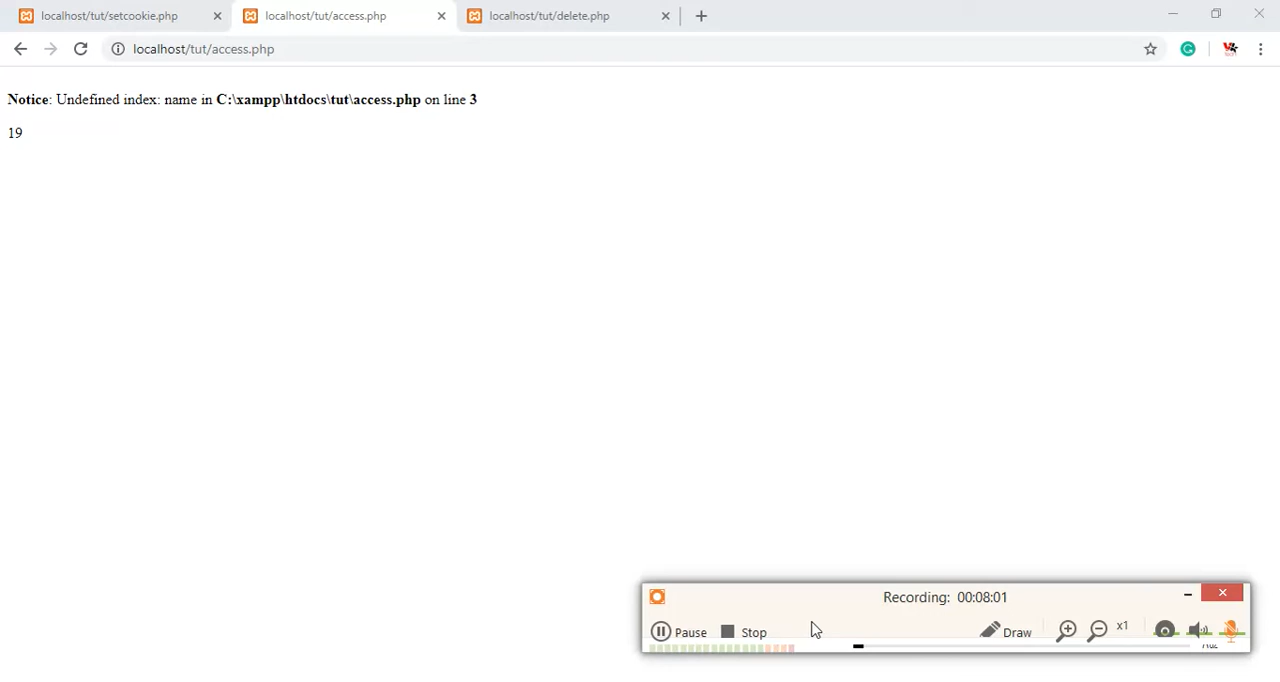 localhost/tut/setcookie.php
localhost/tut/access.php
localhost/tut/delete.php
localhost/tut/access.php
Notice: Undefined index: name in C:\xampp\htdocs\tut\access.php on line 3
19
Recording: 00:08:01
Pause
Stop
Draw
x1